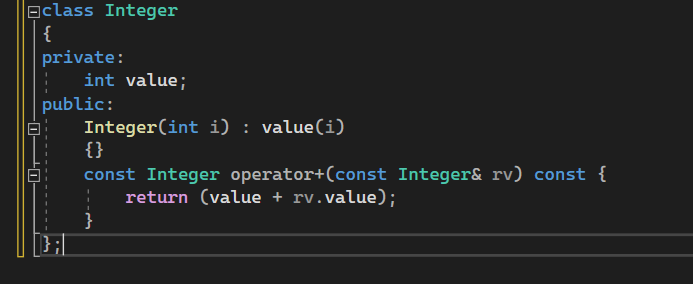 class Integer
{
private:
    int value;
public:
    Integer(int i) : value(i)
    {}
    const Integer operator+(const Integer& rv) const {
        return (value + rv.value);
    }
};